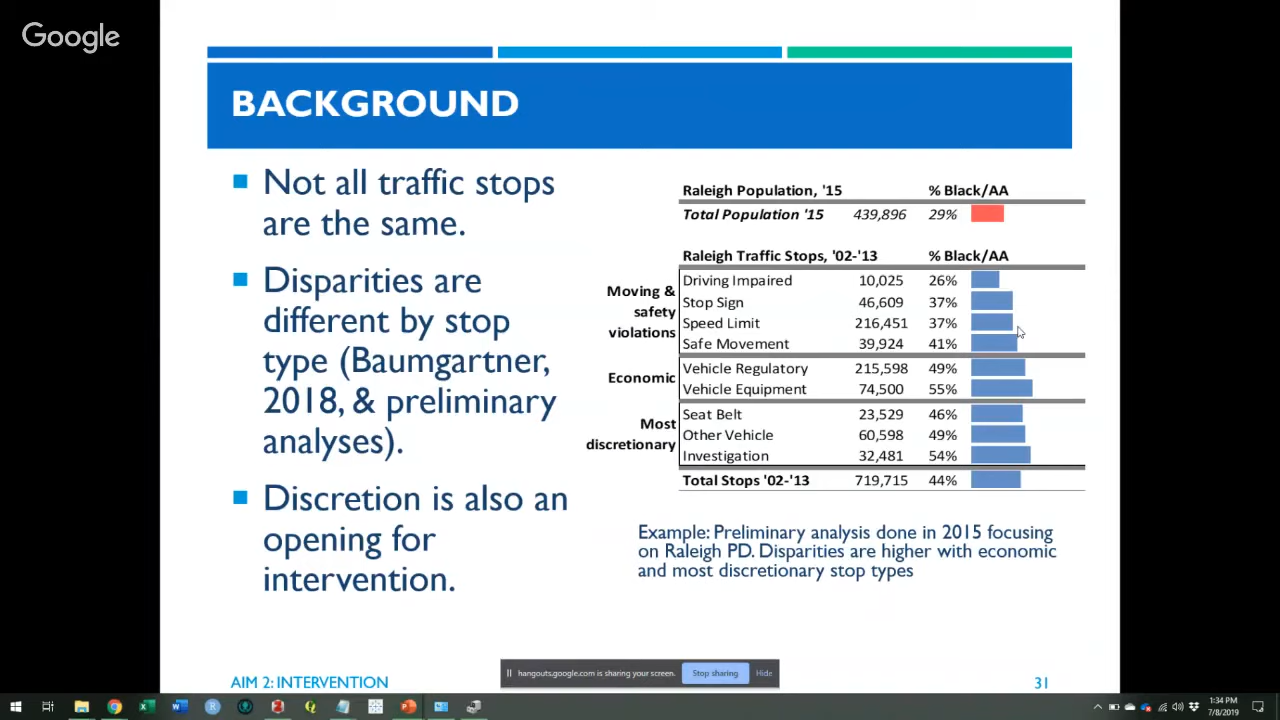 Google
BACKGROUND
Not all traffic stops
are the same.
Disparities are
different by stop
type (Baumgartner,
2018, & preliminary
analyses).
Discretion is also an
opening for
intervention.
Raleigh Population, '15 % Black/AA
Total Population '15 439,896 29%
Raleigh Traffic Stops, '02-'13 % Black/AA
Moving &
safety
violations
Driving Impaired 10,025 26%
Stop Sign 46,609 37%
Speed Limit 216,451 37%
Safe Movement 39,924 41%
Economic
Vehicle Regulatory 215,598 49%
Vehicle Equipment 74,500 55%
Most
discretionary
Seat Belt 23,529 46%
Other Vehicle 60,598 49%
Investigation 32,481 54%
Total Stops '02-'13 719,715 44%
Example: Preliminary analysis done in 2015 focusing
on Raleigh PD. Disparities are higher with economic
and most discretionary stop types
hangouts.google.com is sharing your screen. Stop sharing Hide
AIM 2: INTERVENTION 31
1:34 PM
7/8/2019